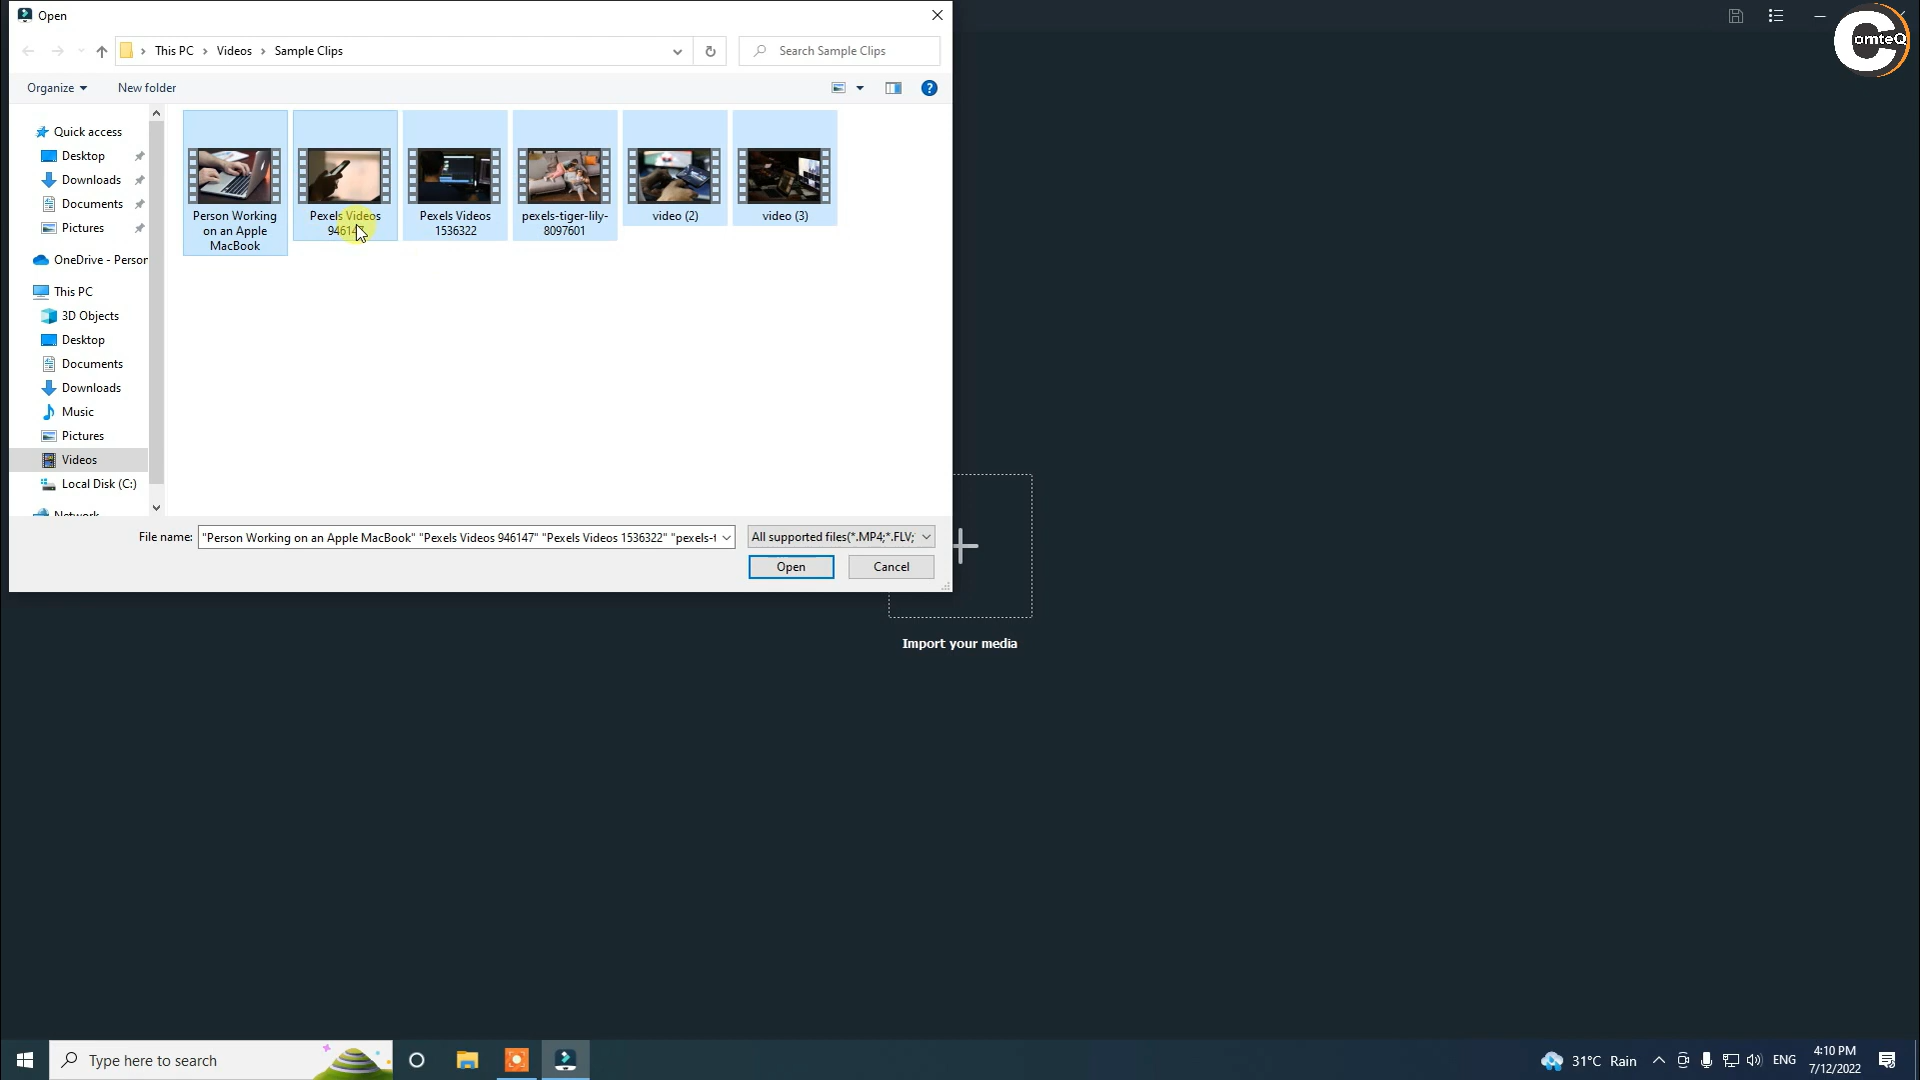 Open
omteQ
This PC
Videos
Sample Clips
Search Sample Clips
Organize
New folder
Quick access
Desktop
Downloads
Documents
Pictures
OneDrive - Person
This PC
3D Objects
Desktop
Documents
Downloads
Music
Pictures
Videos
Local Disk (C:)
Network
Person Working
on an Apple
MacBook
Pexels Videos
946147
Pexels Videos
1536322
pexels-tiger-lily-
8097601
video (2)
video (3)
File name:
"Person Working on an Apple MacBook" "Pexels Videos 946147" "Pexels Videos 1536322" "pexels-t
All supported files(*.MP4;*.FLV;
Open
Cancel
Import your media
Type here to search
31°C Rain
ENG
4:10 PM
7/12/2022